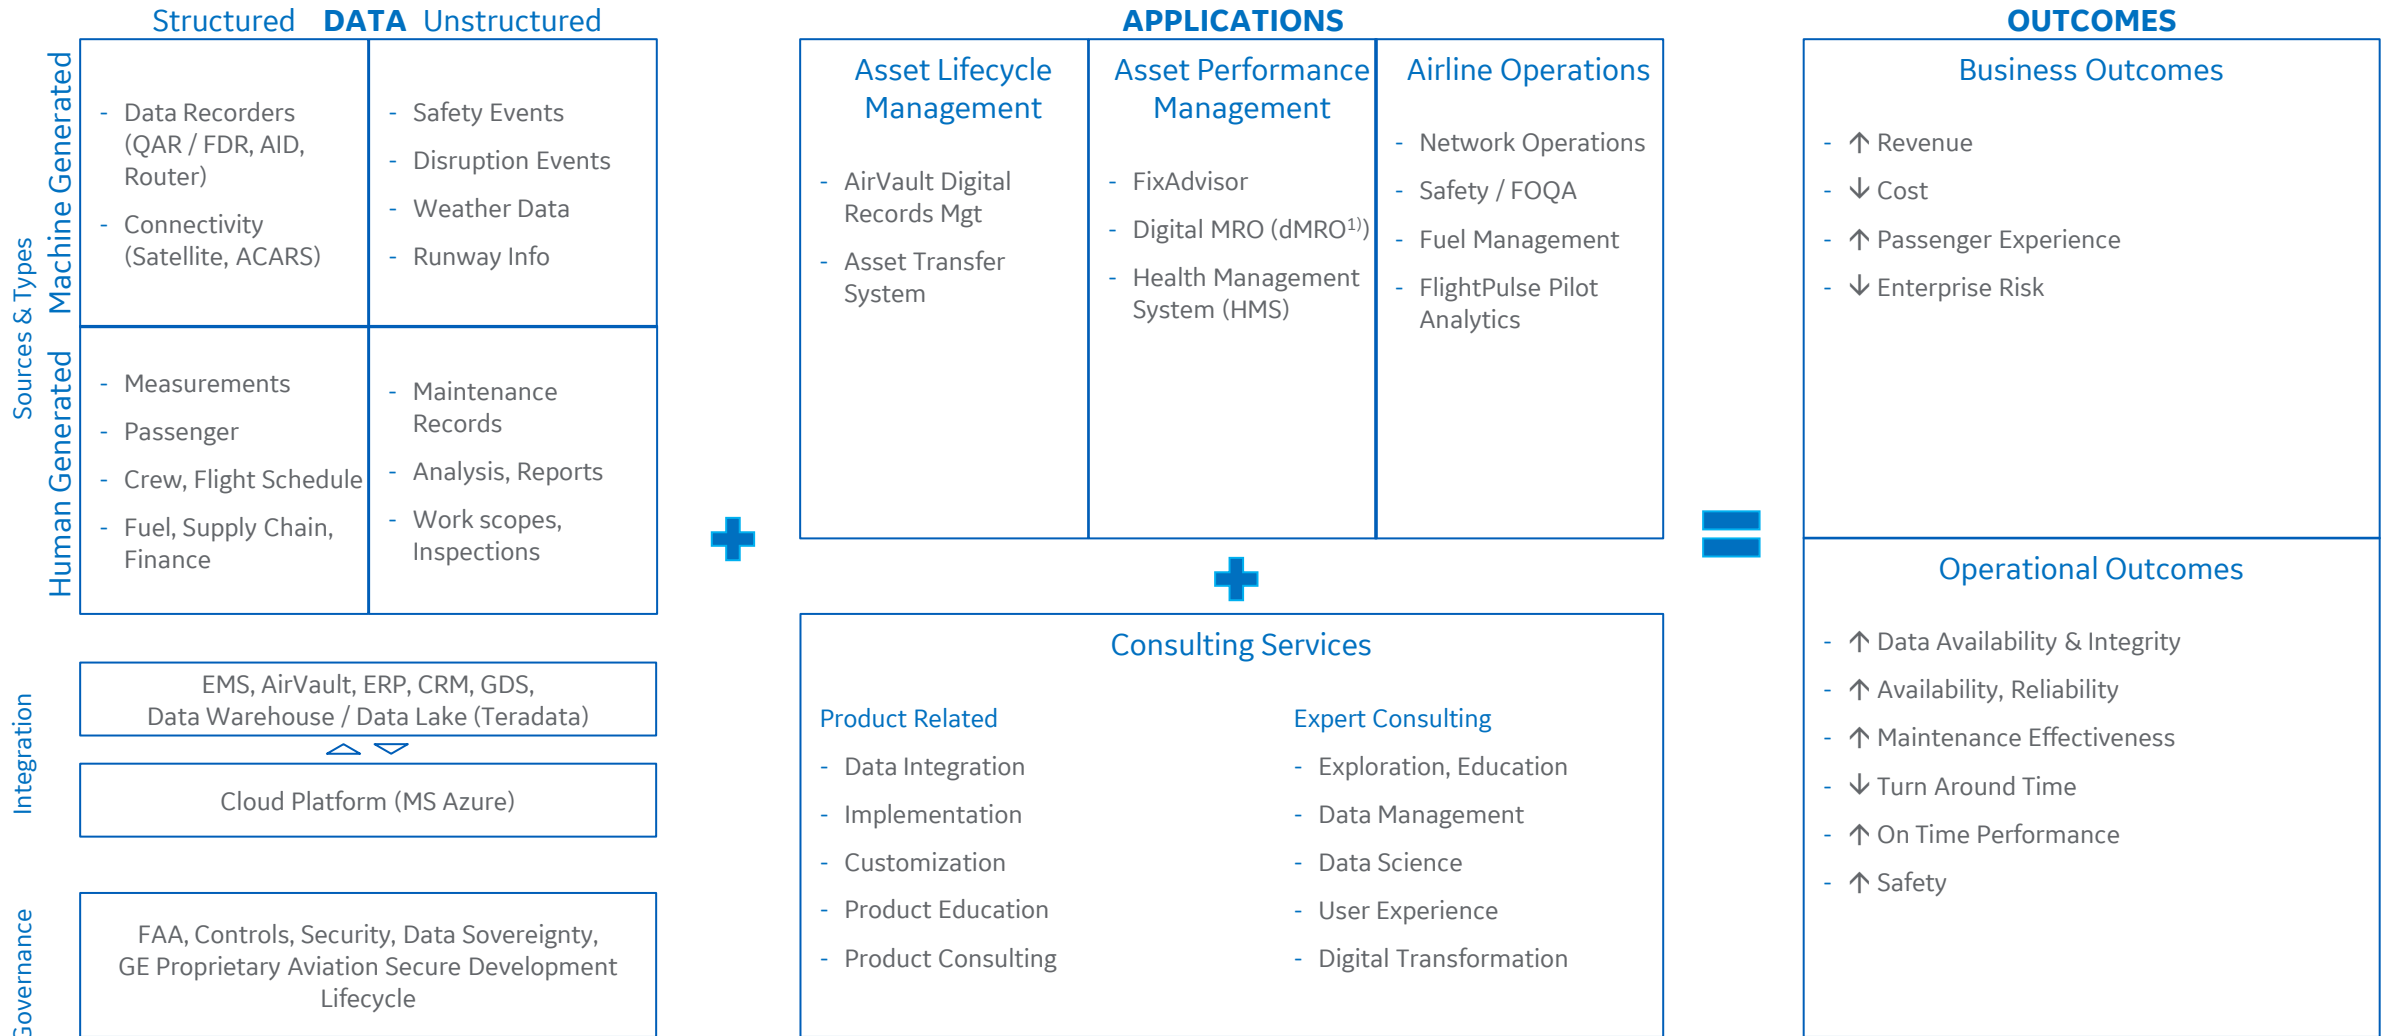 Structured DATA Unstructured
Sources & Types
Machine Generated
- Data Recorders
(QAR / FDR, AID,
Router)
- Connectivity
(Satellite, ACARS)
- Safety Events
- Disruption Events
- Weather Data
- Runway Info
Human Generated
- Measurements
- Passenger
- Crew, Flight Schedule
- Fuel, Supply Chain,
Finance
- Maintenance
Records
- Analysis, Reports
- Work scopes,
Inspections
Integration
EMS, AirVault, ERP, CRM, GDS,
Data Warehouse / Data Lake (Teradata)
Cloud Platform (MS Azure)
Governance
FAA, Controls, Security, Data Sovereignty,
GE Proprietary Aviation Secure Development
Lifecycle
APPLICATIONS
Asset Lifecycle
Management
- AirVault Digital
Records Mgt
- Asset Transfer
System
Asset Performance
Management
- FixAdvisor
- Digital MRO (dMRO1))
- Health Management
System (HMS)
Airline Operations
- Network Operations
- Safety / FOQA
- Fuel Management
- FlightPulse Pilot
Analytics
Consulting Services
Product Related
- Data Integration
- Implementation
- Customization
- Product Education
- Product Consulting
Expert Consulting
- Exploration, Education
- Data Management
- Data Science
- User Experience
- Digital Transformation
OUTCOMES
Business Outcomes
- ↑ Revenue
- ↓ Cost
- ↑ Passenger Experience
- ↓ Enterprise Risk
Operational Outcomes
- ↑ Data Availability & Integrity
- ↑ Availability, Reliability
- ↑ Maintenance Effectiveness
- ↓ Turn Around Time
- ↑ On Time Performance
- ↑ Safety